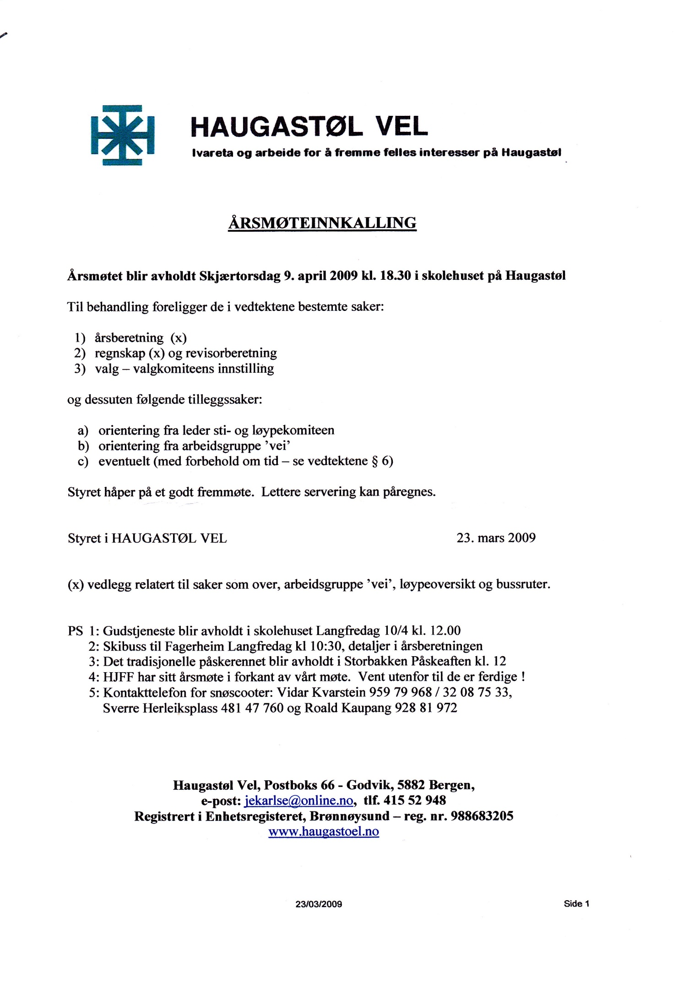 HAUGASTØL VEL
Ivareta og arbeide for å fremme felles interesser på Haugastøl
ÅRSMØTEINNKALLING
Årsmøtet blir avholdt Skjærtorsdag 9. april 2009 kl. 18.30 i skolehuset på Haugastøl
Til behandling foreligger de i vedtektene bestemte saker:
1) årsberetning (x)
2) regnskap (x) og revisorberetning
3) valg – valgkomiteens innstilling
og dessuten følgende tilleggssaker:
a) orientering fra leder sti- og løypekomiteen
b) orientering fra arbeidsgruppe ’vei’
c) eventuelt (med forbehold om tid – se vedtektene § 6)
Styret håper på et godt fremmøte. Lettere servering kan påregnes.
Styret i HAUGASTØL VEL 23. mars 2009
(x) vedlegg relatert til saker som over, arbeidsgruppe ’vei’, løypeoversikt og bussruter.
PS 1: Gudstjeneste blir avholdt i skolehuset Langfredag 10/4 kl. 12.00
2: Skibuss til Fagerheim Langfredag kl 10:30, detaljer i årsberetningen
3: Det tradisjonelle påskerennet blir avholdt i Storbakken Påskeaften kl. 12
4: HJFF har sitt årsmøte i forkant av vårt møte. Vent utenfor til de er ferdige !
5: Kontakttelefon for snøscooter: Vidar Kvarstein 959 79 968 / 32 08 75 33,
Sverre Herleiksplass 481 47 760 og Roald Kaupang 928 81 972
Haugastøl Vel, Postboks 66 - Godvik, 5882 Bergen,
e-post: jekarlse@online.no, tlf. 415 52 948
Registrert i Enhetsregisteret, Brønnøysund – reg. nr. 988683205
www.haugastoel.no
23/03/2009 Side 1